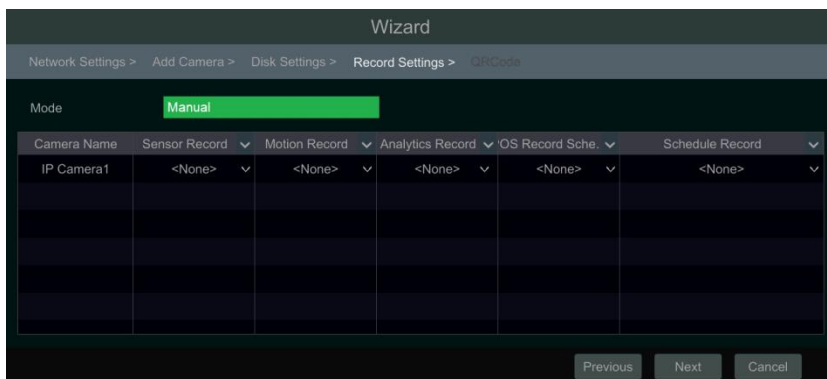 Wizard
Network Settings > Add Camera > Disk Settings > Record Settings > QRCode
Mode Manual
Camera Name Sensor Record Motion Record Analytics Record OS Record Sche. Schedule Record
IP Camera1 <None> <None> <None> <None> <None>
Previous Next Cancel